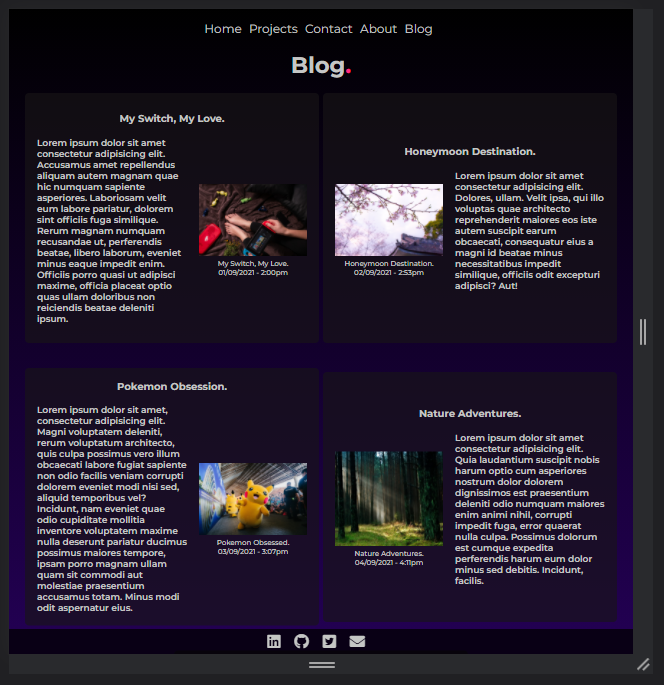 Home Projects Contact About Blog
Blog.
My Switch, My Love.
Lorem ipsum dolor sit amet
consectetur adipisicing elit.
Accusamus amet repellendus
aliquam autem magnam quae
hic numquam sapiente
asperiores. Laboriosam velit
eum labore pariatur, dolorem
sint officiis fuga similique.
Rerum magnam numquam
recusandae ut, perferendis
beatae, libero laborum, eveniet
minus eaque impedit enim.
Officiis porro quasi ut adipisci
maxime, officia placeat optio
quas ullam doloribus non
reiciendis beatae deleniti
ipsum.
My Switch, My Love.
01/09/2021 - 2:00pm
Honeymoon Destination.
Honeymoon Destination.
02/09/2021 - 2:53pm
Lorem ipsum dolor sit amet
consectetur adipisicing elit.
Dolores, ullam. Velit ipsa, qui illo
voluptas quae architecto
reprehenderit maiores eos iste
autem suscipit earum
obcaecati, consequatur eius a
magni id beatae minus
necessitatibus impedit
similique, officiis odit excepturi
adipisci? Aut!
Pokemon Obsession.
Lorem ipsum dolor sit amet,
consectetur adipisicing elit.
Magni voluptatem deleniti,
rerum voluptatum architecto,
quis culpa possimus vero illum
obcaecati labore fugiat sapiente
non odio facilis veniam corrupti
dolorem eveniet modi nisi sed,
aliquid temporibus vel?
Incidunt, nam eveniet quae
odio cupiditate mollitia
inventore voluptatem maxime
nulla deserunt pariatur ducimus
possimus maiores tempore,
ipsam porro magnam ullam
quam sit commodi aut
molestiae praesentium
accusamus totam. Minus modi
odit aspernatur eius.
Pokemon Obsessed.
03/09/2021 - 3:07pm
Nature Adventures.
Nature Adventures.
04/09/2021 - 4:11pm
Lorem ipsum dolor sit amet
consectetur adipisicing elit.
Quia laudantium suscipit nobis
harum optio cum asperiores
nostrum dolor dolorem
dignissimos est praesentium
deleniti odio numquam maiores
enim animi nihil, corrupti
impedit fuga, error quaerat
nulla culpa. Possimus dolorum
est cumque expedita
perferendis harum eum dolor
minus sed debitis. Incidunt,
facilis.